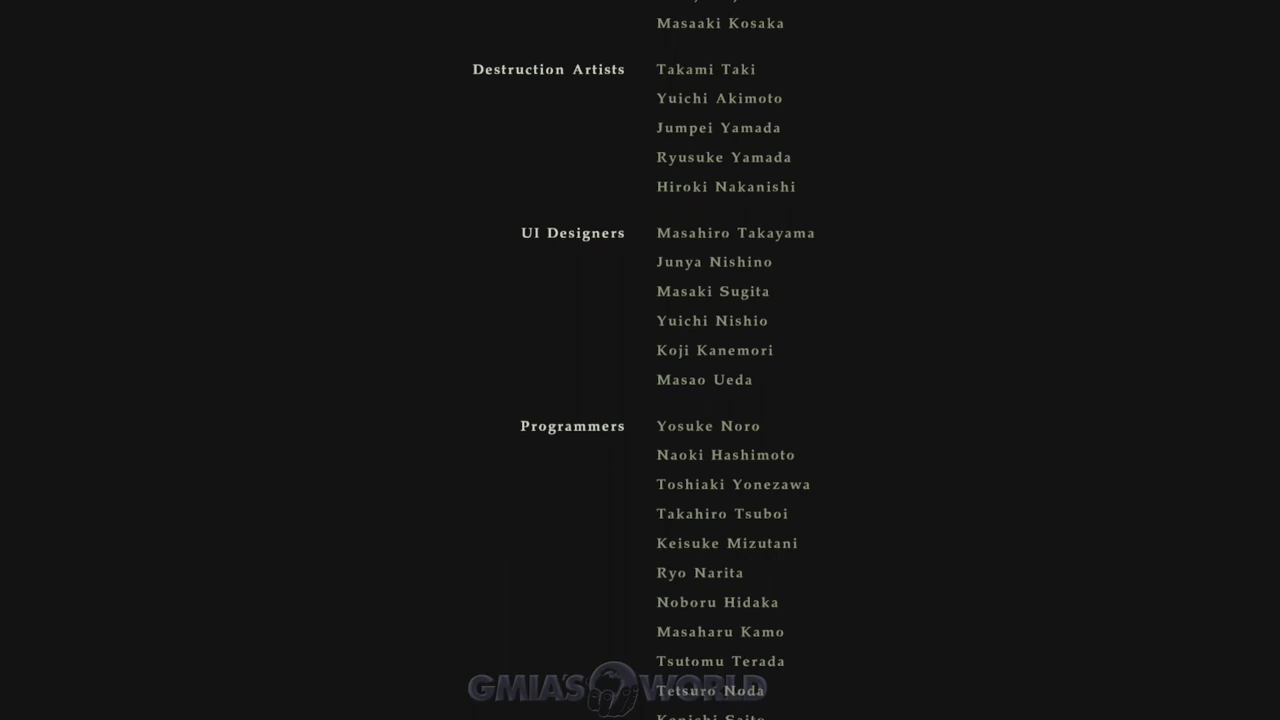 Masaaki Kosaka
Destruction Artists Takami Taki
Yuichi Akimoto
Jumpei Yamada
Ryusuke Yamada
Hiroki Nakanishi
UI Designers Masahiro Takayama
Junya Nishino
Masaki Sugita
Yuichi Nishio
Koji Kanemori
Masao Ueda
Programmers Yosuke Noro
Naoki Hashimoto
Toshiaki Yonezawa
Takahiro Tsuboi
Keisuke Mizutani
Ryo Narita
Noboru Hidaka
Masaharu Kamo
Tsutomu Terada
Tetsuro Noda
GMIAS WORLD